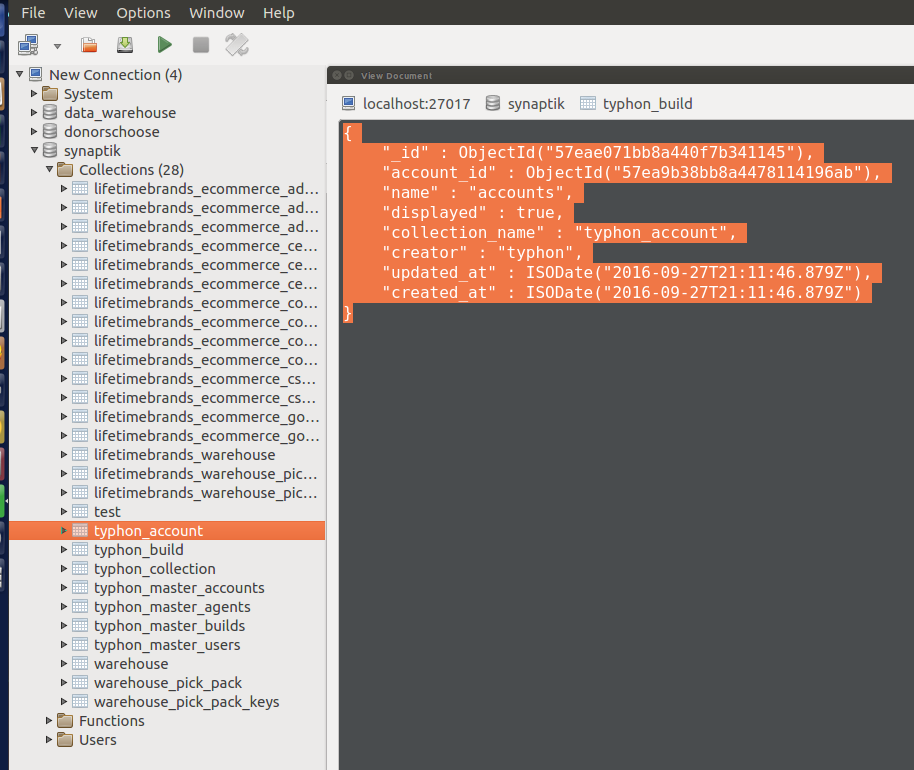 File View Options Window Help
New Connection (4)
System
data_warehouse
donorschoose
synaptik
Collections (28)
lifetimebrands_ecommerce_ad...
lifetimebrands_ecommerce_ad...
lifetimebrands_ecommerce_ad...
lifetimebrands_ecommerce_ce...
lifetimebrands_ecommerce_ce...
lifetimebrands_ecommerce_ce...
lifetimebrands_ecommerce_co...
lifetimebrands_ecommerce_co...
lifetimebrands_ecommerce_co...
lifetimebrands_ecommerce_co...
lifetimebrands_ecommerce_cs...
lifetimebrands_ecommerce_cs...
lifetimebrands_ecommerce_go...
lifetimebrands_ecommerce_go...
lifetimebrands_warehouse
lifetimebrands_warehouse_pic...
lifetimebrands_warehouse_pic...
test
typhon_account
typhon_build
typhon_collection
typhon_master_accounts
typhon_master_agents
typhon_master_builds
typhon_master_users
warehouse
warehouse_pick_pack
warehouse_pick_pack_keys
Functions
Users
View Document
localhost:27017 synaptik typhon_build
{
"_id" : ObjectId("57eae071bb8a440f7b341145"),
"account_id" : ObjectId("57ea9b38bb8a4478114196ab"),
"name" : "accounts",
"displayed" : true,
"collection_name" : "typhon_account",
"creator" : "typhon",
"updated_at" : ISODate("2016-09-27T21:11:46.879Z"),
"created_at" : ISODate("2016-09-27T21:11:46.879Z")
}